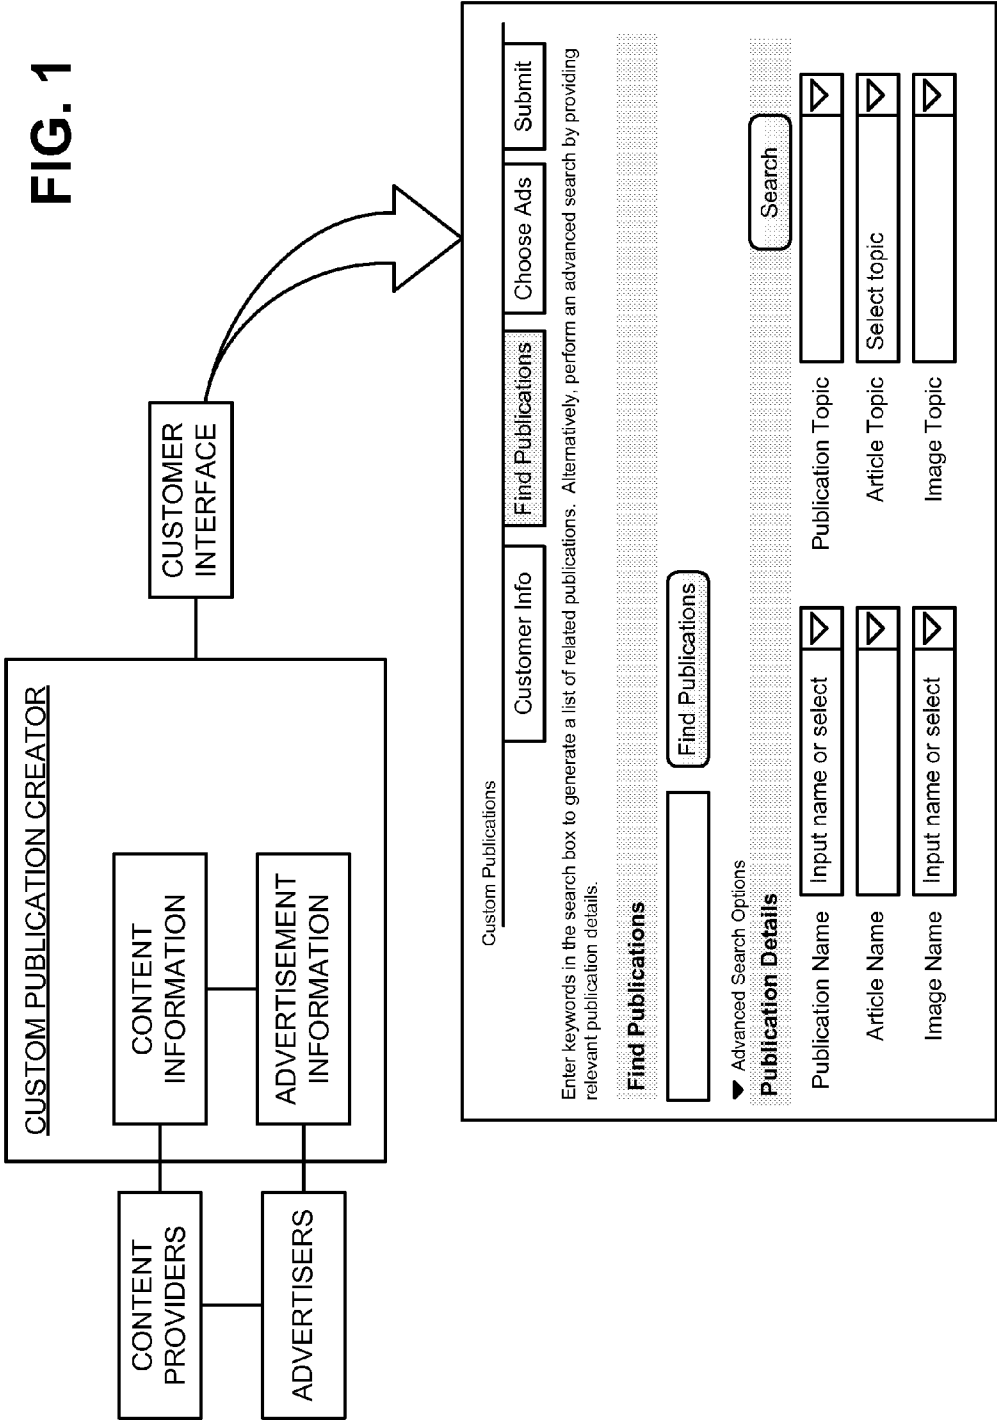 FIG. 1
CUSTOM PUBLICATION CREATOR
CONTENT
PROVIDERS
CONTENT
INFORMATION
ADVERTISERS
ADVERTISEMENT
INFORMATION
CUSTOMER
INTERFACE
Custom Publications
Customer Info
Find Publications
Choose Ads
Submit
Enter keywords in the search box to generate a list of related publications. Alternatively, perform an advanced search by providing
relevant publication details.
Find Publications
Find Publications
Advanced Search Options
Publication Details
Search
Publication Name Input name or select Publication Topic
Article Name Article Topic Select topic
Image Name Input name or select Image Topic